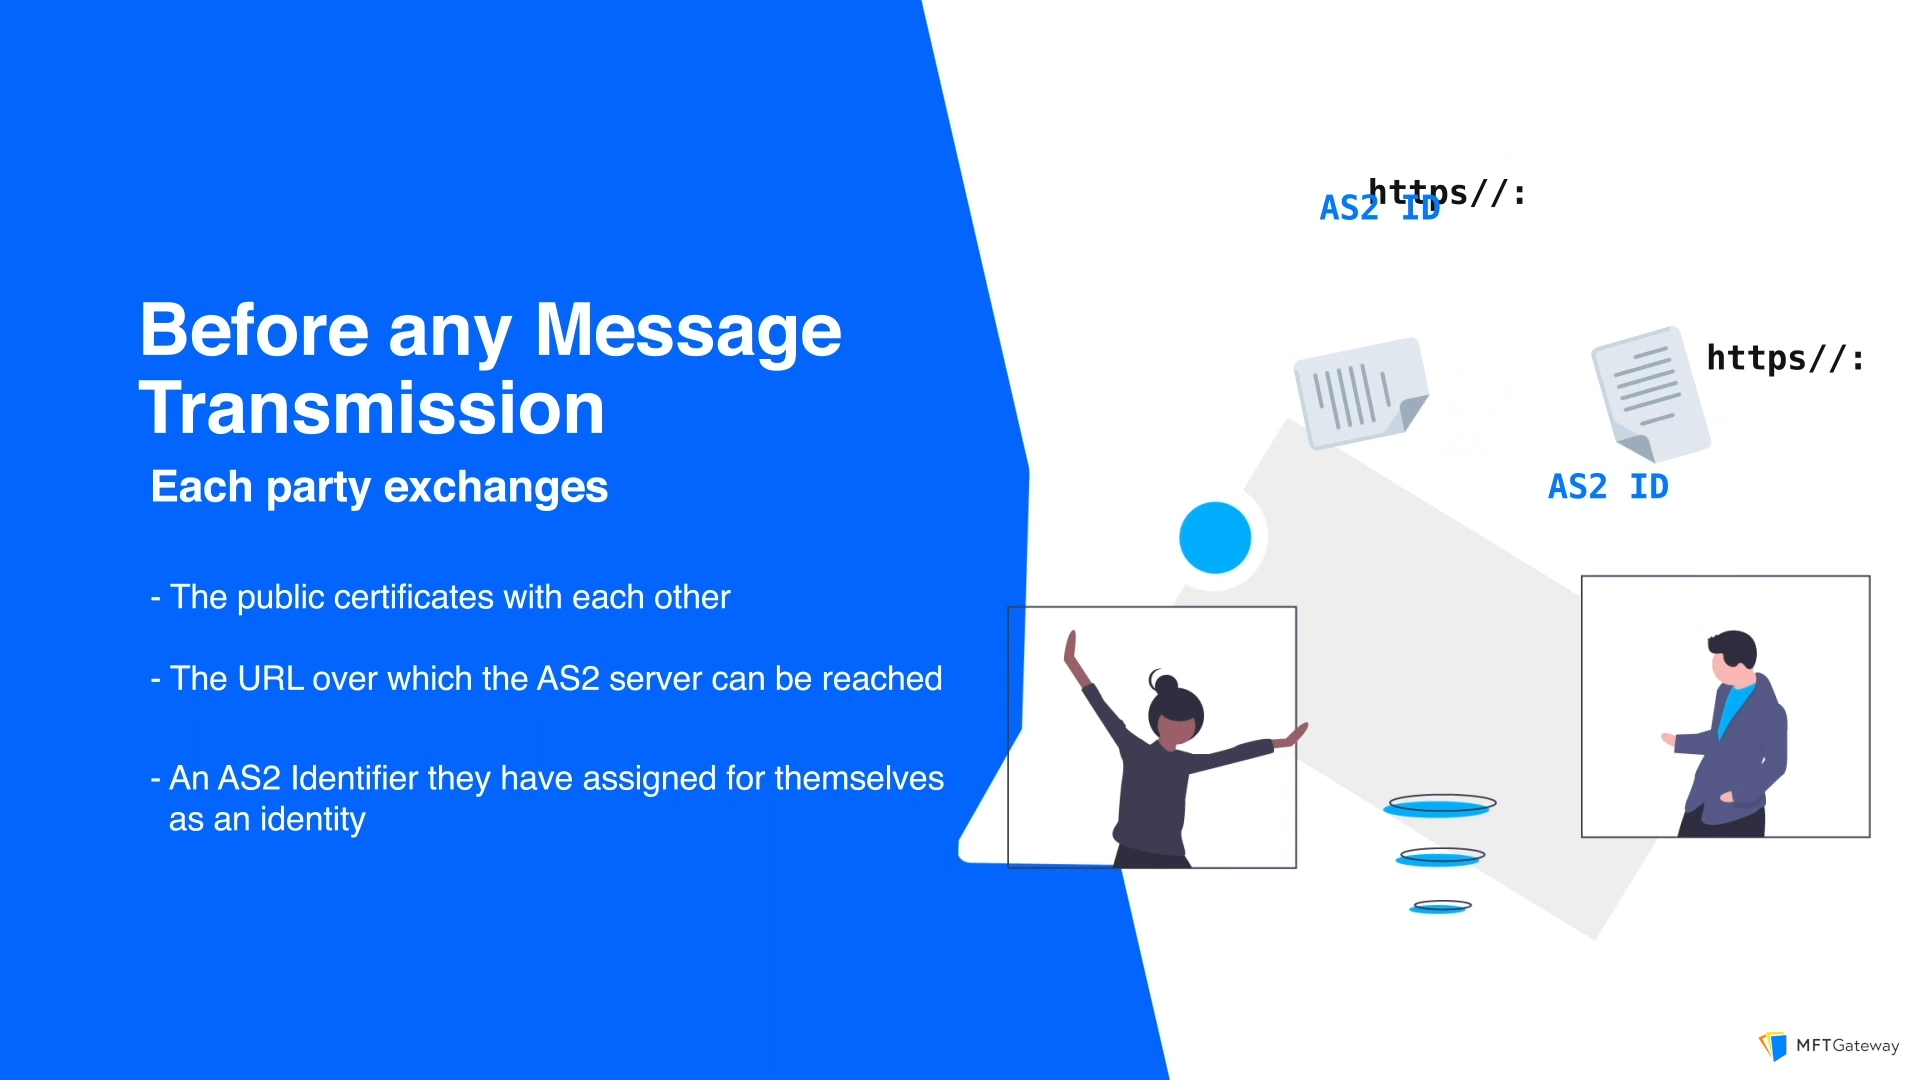 Before any Message
Transmission
Each party exchanges
- The public certificates with each other
- The URL over which the AS2 server can be reached
- An AS2 Identifier they have assigned for themselves
as an identity
https//:
AS2 ID
https//:
AS2 ID
MFTGateway